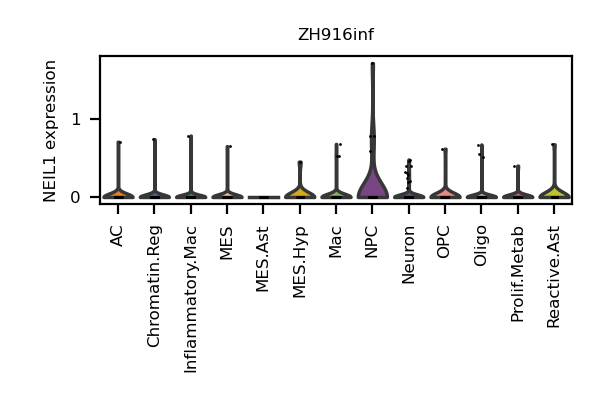 ZH916inf
NEIL1 expression
1
0
AC
Chromatin.Reg
Inflammatory.Mac
MES
MES.Ast
MES.Hyp
Mac
NPC
Neuron
OPC
Oligo
Prolif.Metab
Reactive.Ast